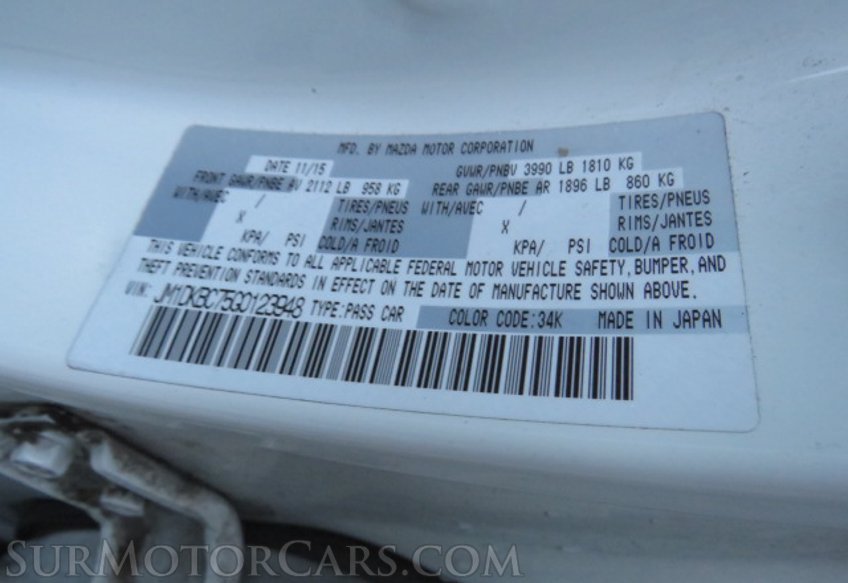 MFD. BY MAZDA MOTOR CORPORATION
DATE 11/15 GVWR/PNBV 3990 LB 1810 KG
FRONT GAWR/PNBE AV 2112 LB 958 KG REAR GAWR/PNBE AR 1896 LB 860 KG
WITH/AVEC / TIRES/PNEUS WITH/AVEC / TIRES/PNEUS
X RIMS/JANTES X RIMS/JANTES
KPA/ PSI COLD/A FROID KPA/ PSI COLD/A FROID
THIS VEHICLE CONFORMS TO ALL APPLICABLE FEDERAL MOTOR VEHICLE SAFETY, BUMPER, AND
THEFT PREVENTION STANDARDS IN EFFECT ON THE DATE OF MANUFACTURE SHOWN ABOVE.
VIN: JM1DKBC75G0123948 TYPE:PASS CAR COLOR CODE:34K MADE IN JAPAN
SURMOTORCARS.COM